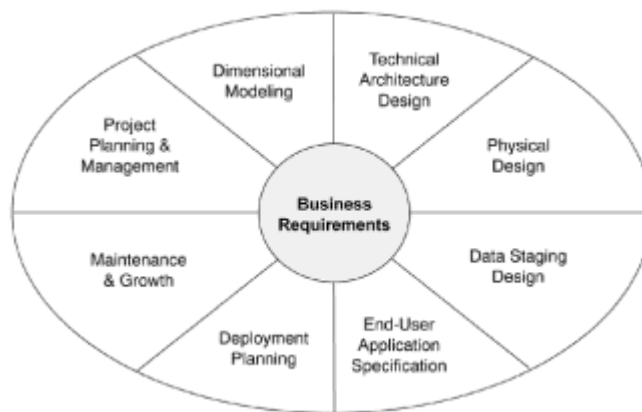 Dimensional
Modeling
Technical
Architecture
Design
Project
Planning &
Management
Physical
Design
Business
Requirements
Maintenance
& Growth
Data Staging
Design
Deployment
Planning
End-User
Application
Specification